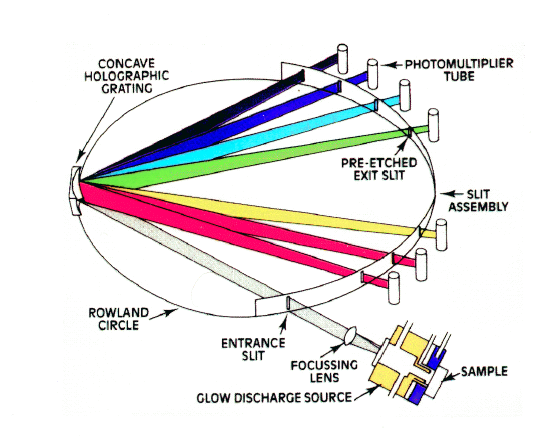 CONCAVE
HOLOGRAPHIC
GRATING
PHOTOMULTIPLIER
TUBE
PRE-ETCHED
EXIT SLIT
SLIT
ASSEMBLY
ROWLAND
CIRCLE
ENTRANCE
SLIT
FOCUSSING
LENS
SAMPLE
GLOW DISCHARGE SOURCE